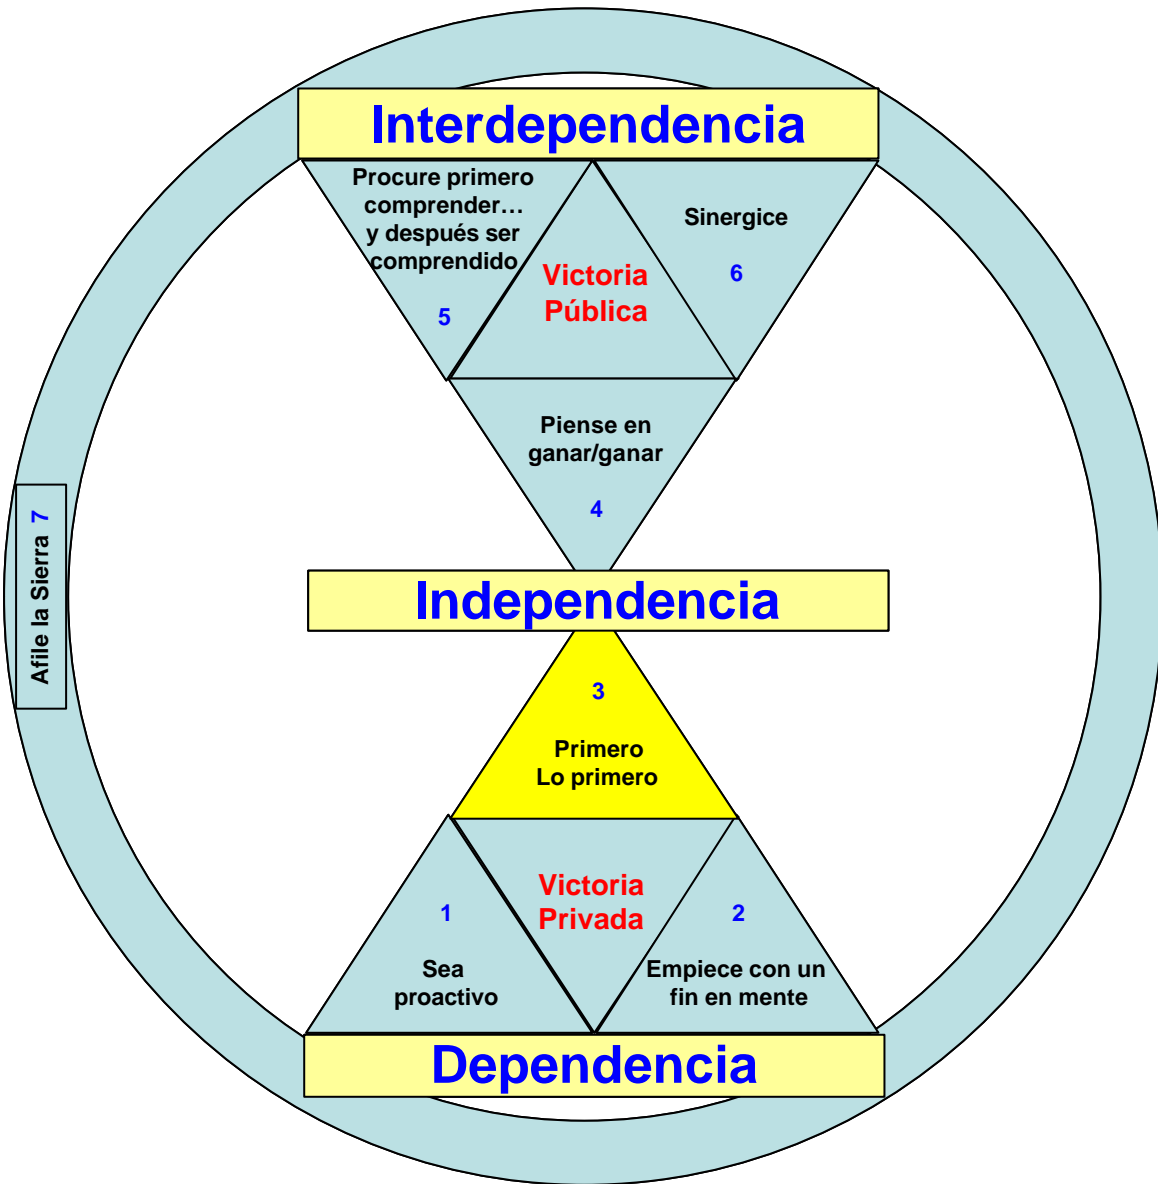 Interdependencia
Procure primero
comprender…
y después ser
comprendido
5
Victoria
Pública
Sinergice
6
Piense en
ganar/ganar
4
Afile la Sierra 7
Independencia
3
Primero
Lo primero
Victoria
Privada
1
Sea
proactivo
2
Empiece con un
fin en mente
Dependencia